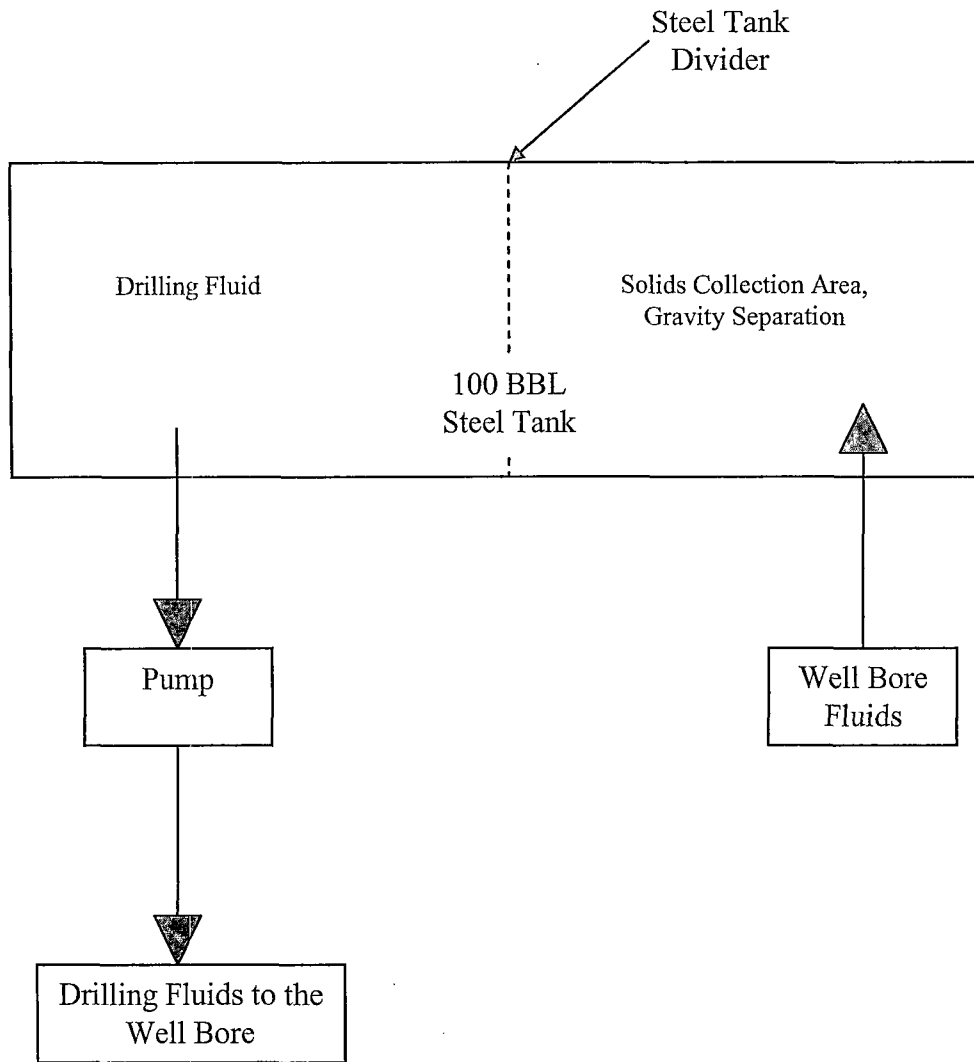 Steel Tank
Divider
Drilling Fluid
Solids Collection Area,
Gravity Separation
100 BBL
Steel Tank
Pump
Well Bore
Fluids
Drilling Fluids to the
Well Bore